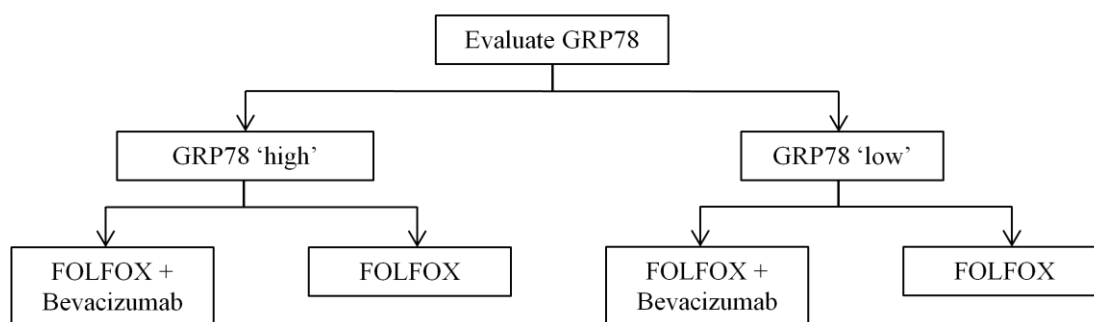 Evaluate GRP78
GRP78 ‘high’
GRP78 ‘low’
FOLFOX +
Bevacizumab
FOLFOX
FOLFOX +
Bevacizumab
FOLFOX